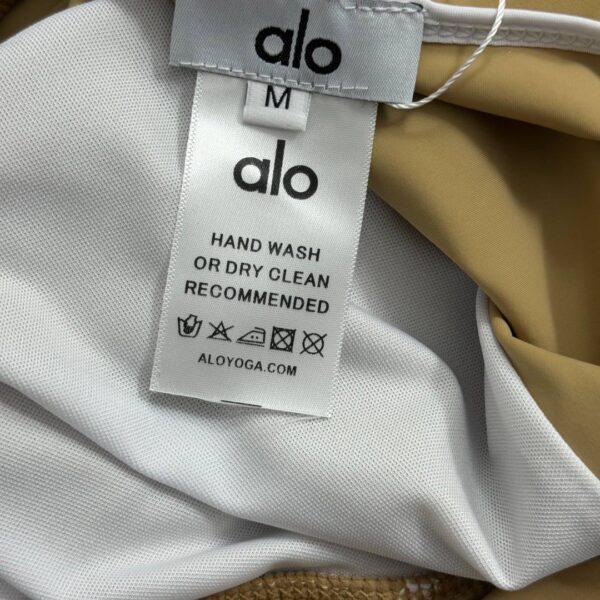 alo
M
alo
HAND WASH
OR DRY CLEAN
RECOMMENDED
ALOYOGA.COM